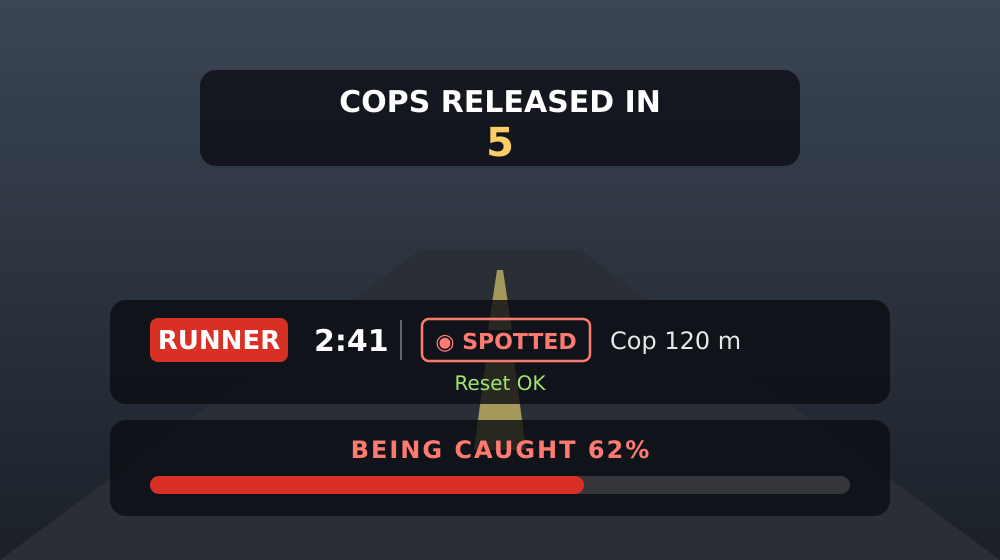 COPS RELEASED IN
5
RUNNER 2:41 ◉ SPOTTED Cop 120 m
Reset OK
BEING CAUGHT 62%